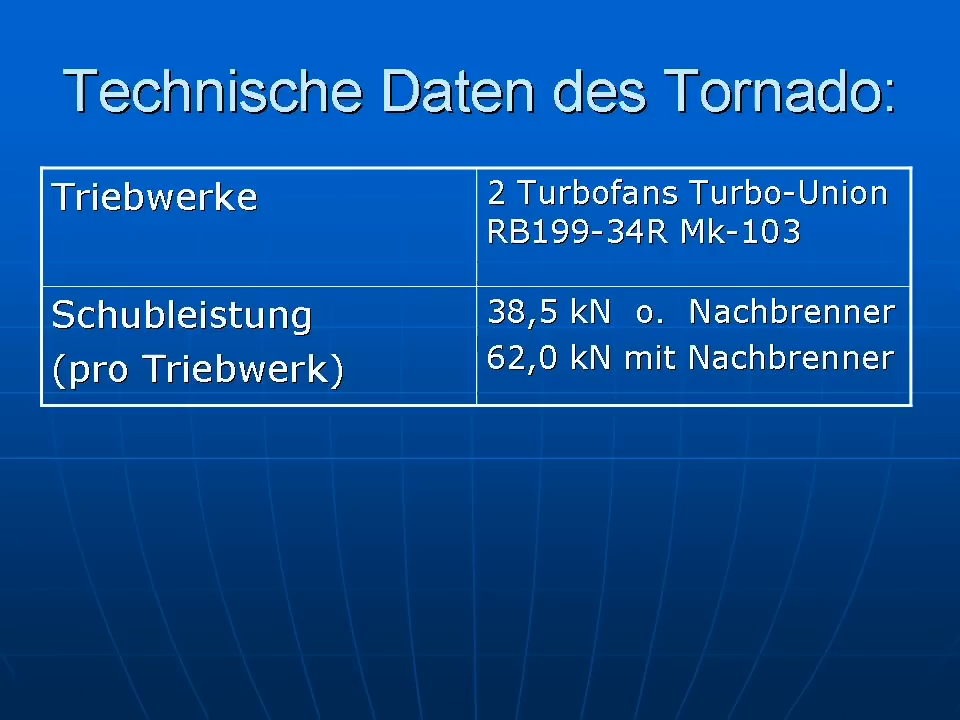 Technische Daten des Tornado:
Triebwerke
2 Turbofans Turbo-Union
RB199-34R Mk-103
Schubleistung
(pro Triebwerk)
38,5 kN o. Nachbrenner
62,0 kN mit Nachbrenner